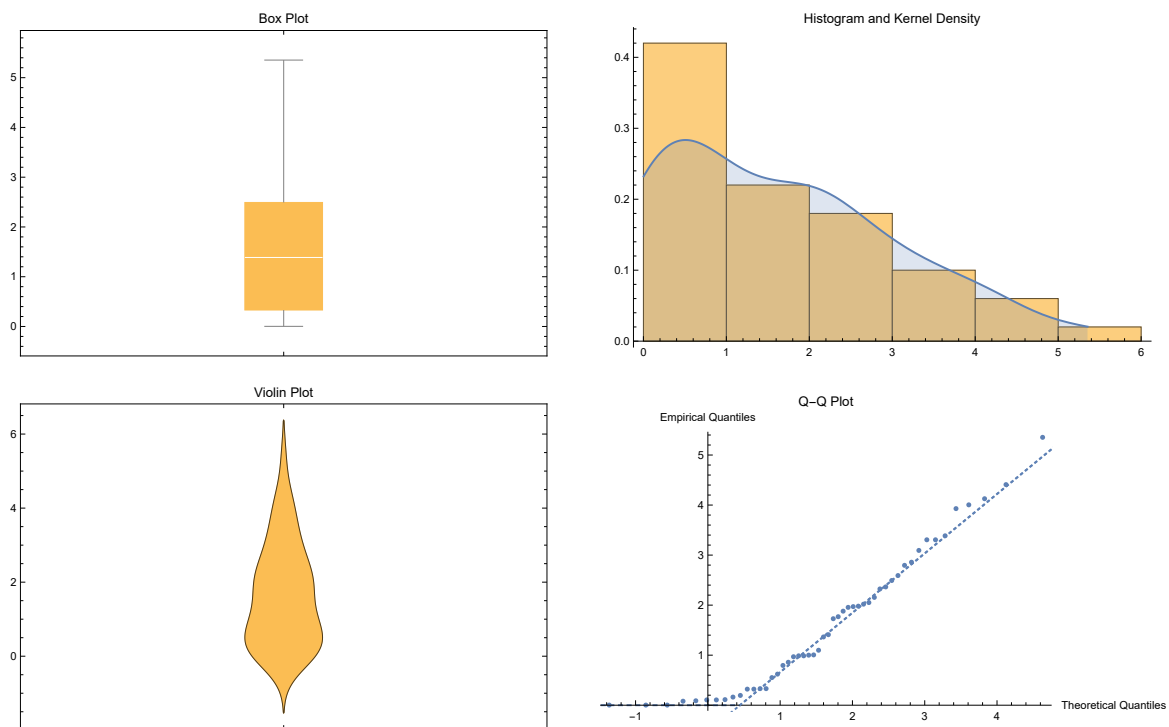 Box Plot
5
4
3
2
1
0
Histogram and Kernel Density
0.4
0.3
0.2
0.1
0.0
0 1 2 3 4 5 6
Violin Plot
6
4
2
0
Q−Q Plot
Empirical Quantiles
5
4
3
2
1
Theoretical Quantiles
−1 1 2 3 4